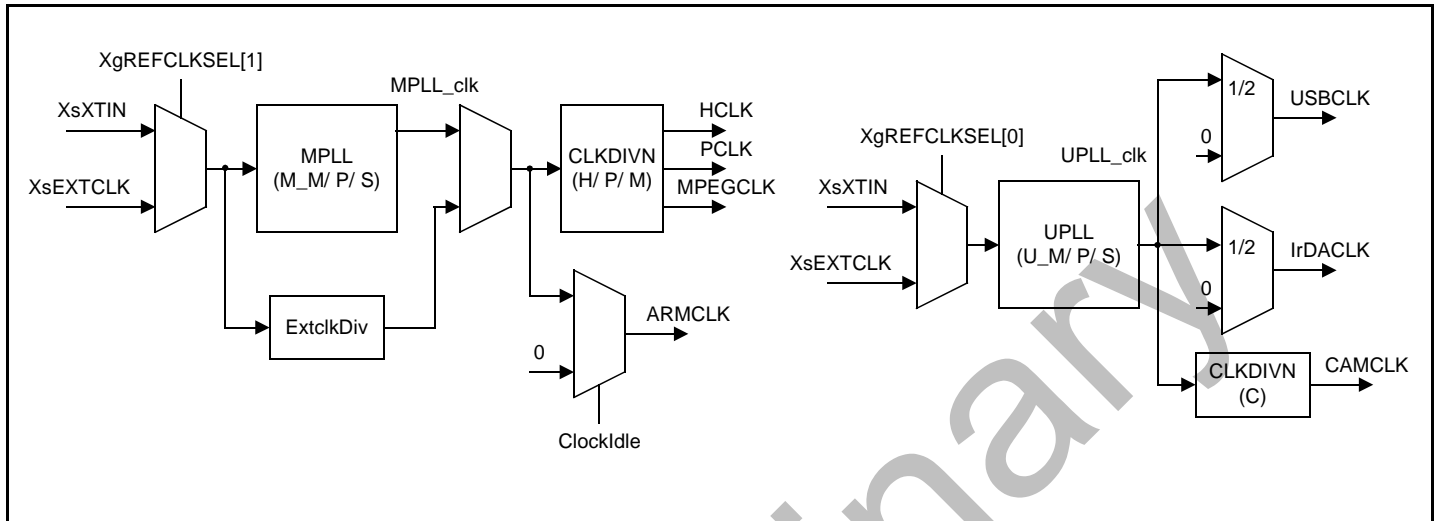 XgREFCLKSEL[1]
XsXTIN
XsEXTCLK
MPLL
(M_M/ P/ S)
MPLL_clk
ExtclkDiv
CLKDIVN
(H/ P/ M)
HCLK
PCLK
MPEGCLK
0
ARMCLK
ClockIdle
XgREFCLKSEL[0]
XsXTIN
XsEXTCLK
UPLL
(U_M/ P/ S)
UPLL_clk
1/2
0
USBCLK
1/2
0
IrDACLK
CLKDIVN
(C)
CAMCLK
inary